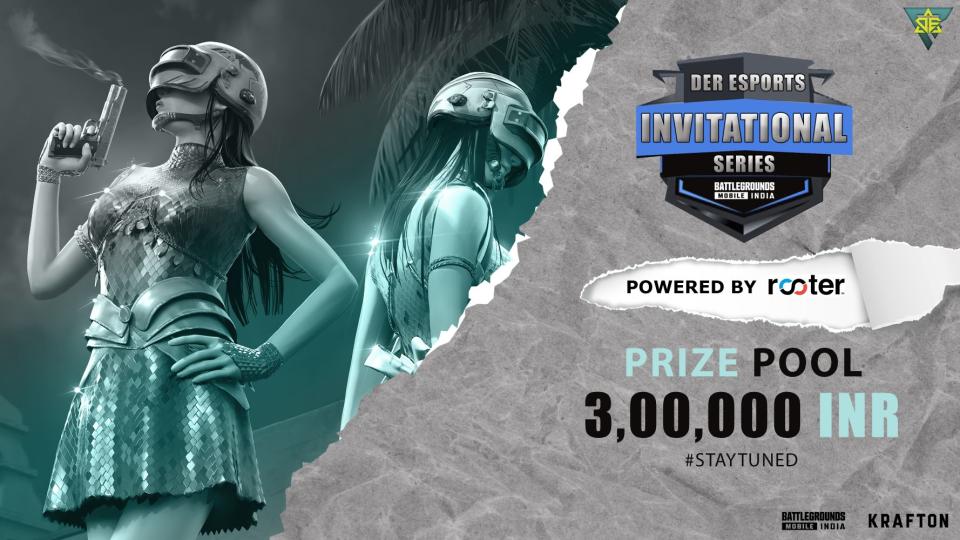 DER ESPORTS
INVITATIONAL
SERIES
BATTLEGROUNDS
MOBILE INDIA
POWERED BY rooter
PRIZE POOL
3,00,000 INR
#STAYTUNED
BATTLEGROUNDS
MOBILE INDIA
KRAFTON